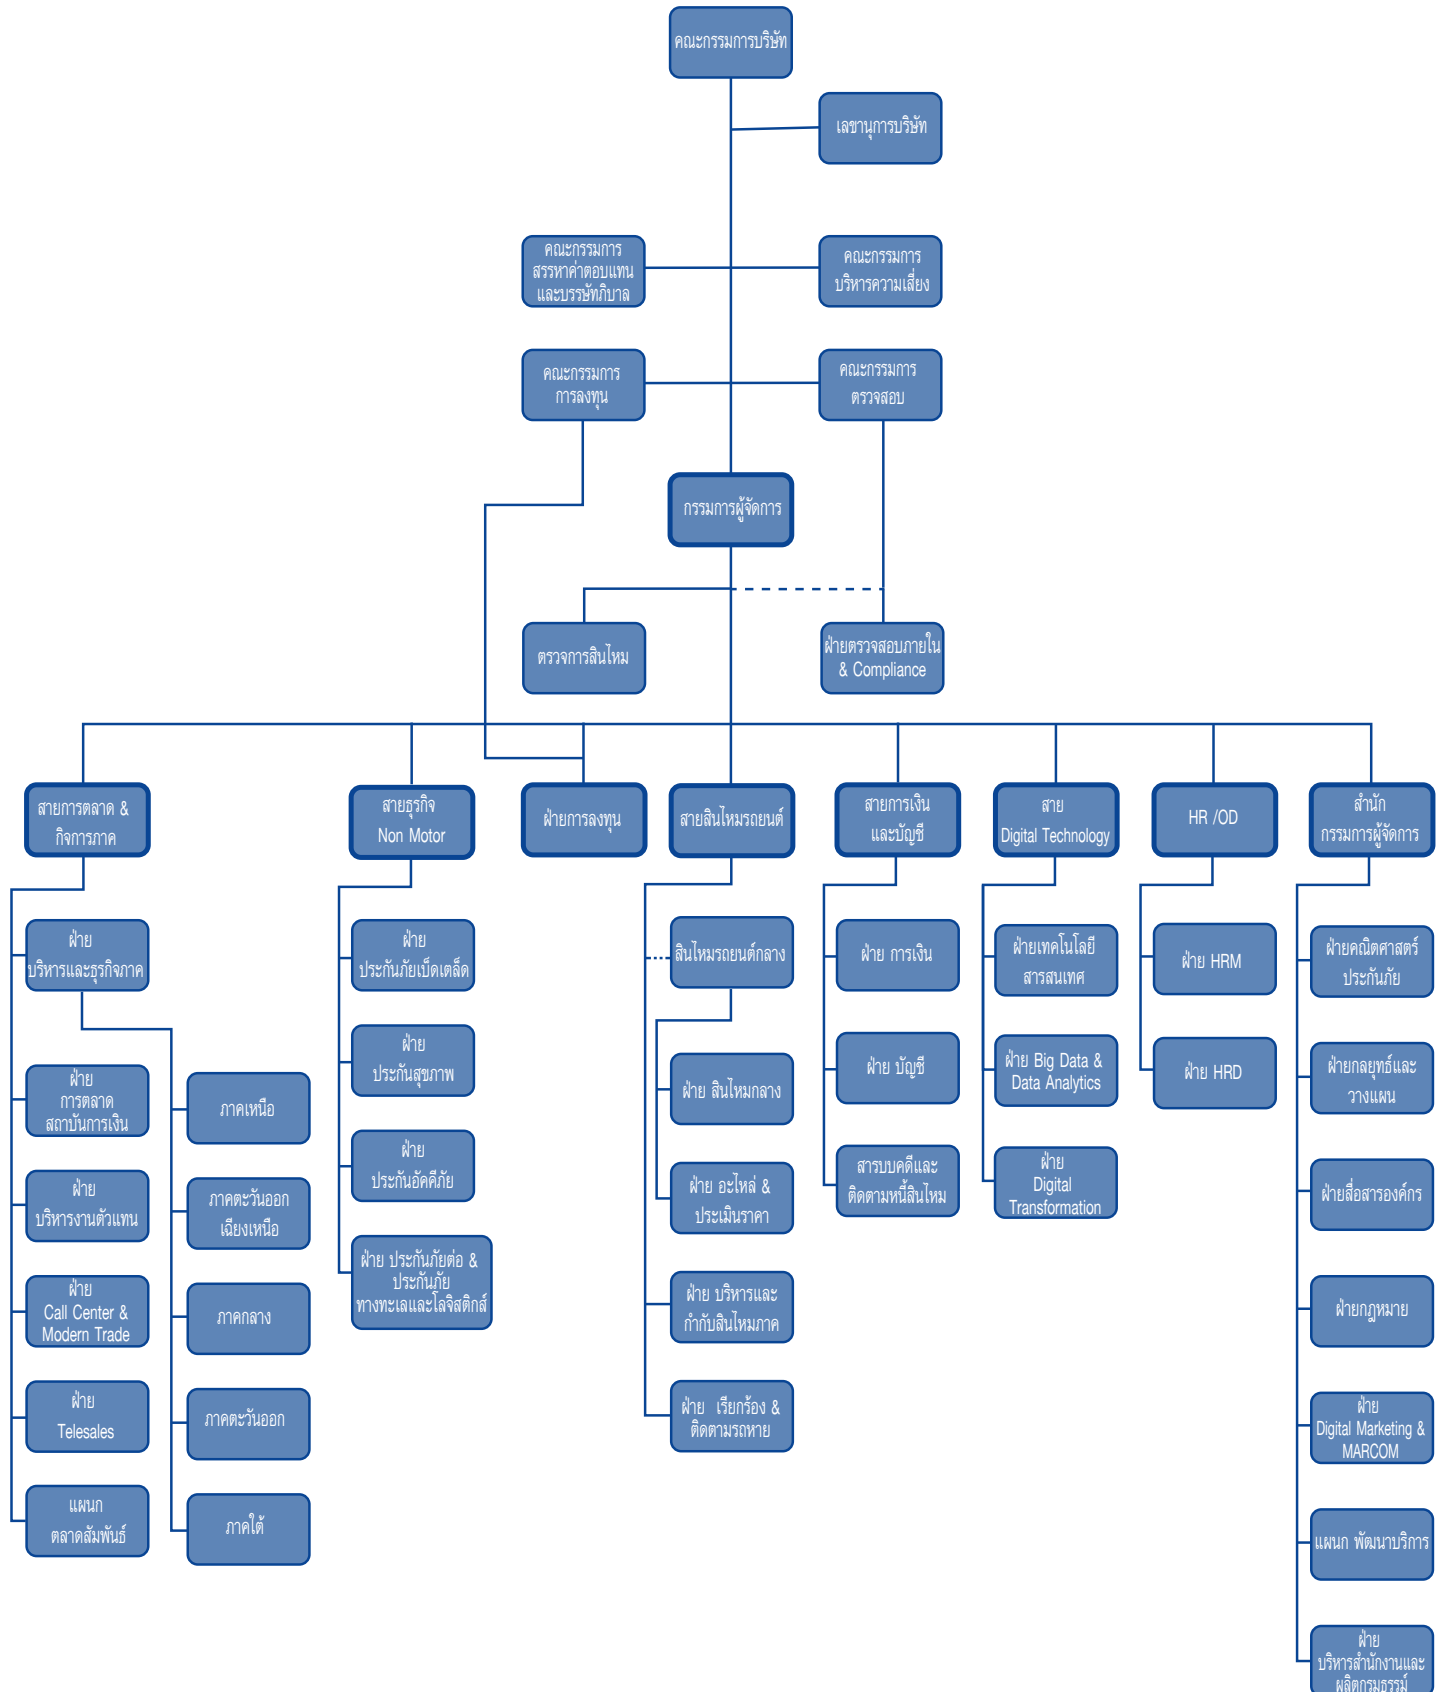 คณะกรรมการบริษัท
เลขานุการบริษัท
คณะกรรมการ
สรรหาค่าตอบแทน
และบรรษัทภิบาล
คณะกรรมการ
บริหารความเสี่ยง
คณะกรรมการ
การลงทุน
คณะกรรมการ
ตรวจสอบ
กรรมการผู้จัดการ
ตรวจการสินไหม
ฝ่ายตรวจสอบภายใน
& Compliance
สายการตลาด &
กิจการภาค
สายธุรกิจ
Non Motor
ฝ่ายการลงทุน
สายสินไหมรถยนต์
สายการเงิน
และบัญชี
สาย
Digital Technology
HR /OD
สำนัก
กรรมการผู้จัดการ
ฝ่าย
บริหารและธุรกิจภาค
ฝ่าย
การตลาด
สถาบันการเงิน
ฝ่าย
บริหารงานตัวแทน
ฝ่าย
Call Center &
Modern Trade
ฝ่าย
Telesales
แผนก
ตลาดสัมพันธ์
ภาคเหนือ
ภาคตะวันออก
เฉียงเหนือ
ภาคกลาง
ภาคตะวันออก
ภาคใต้
ฝ่าย
ประกันภัยเบ็ดเตล็ด
ฝ่าย
ประกันสุขภาพ
ฝ่าย
ประกันอัคคีภัย
ฝ่าย ประกันภัยต่อ &
ประกันภัย
ทางทะเลและโลจิสติกส์
สินไหมรถยนต์กลาง
ฝ่าย สินไหมกลาง
ฝ่าย อะไหล่ &
ประเมินราคา
ฝ่าย บริหารและ
กำกับสินไหมภาค
ฝ่าย เรียกร้อง &
ติดตามรถหาย
ฝ่าย การเงิน
ฝ่าย บัญชี
สารบบคดีและ
ติดตามหนี้สินไหม
ฝ่ายเทคโนโลยี
สารสนเทศ
ฝ่าย Big Data &
Data Analytics
ฝ่าย
Digital
Transformation
ฝ่าย HRM
ฝ่าย HRD
ฝ่ายคณิตศาสตร์
ประกันภัย
ฝ่ายกลยุทธ์และ
วางแผน
ฝ่ายสื่อสารองค์กร
ฝ่ายกฎหมาย
ฝ่าย
Digital Marketing &
MARCOM
แผนก พัฒนาบริการ
ฝ่าย
บริหารสำนักงานและ
ผลิตกรมธรรม์